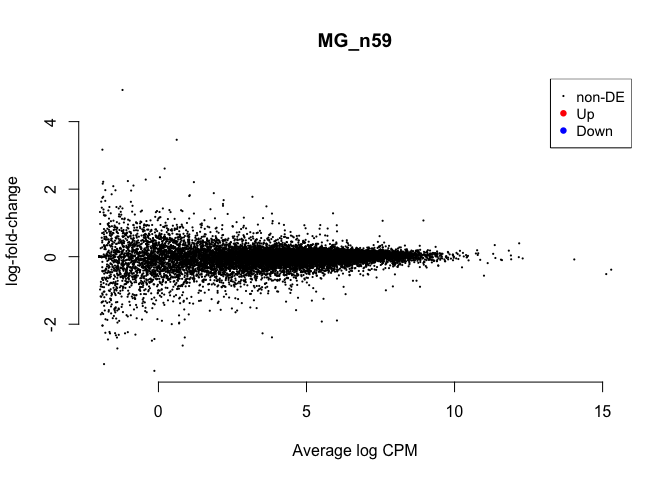 MG_n59
non-DE
Up
Down
log-fold-change
4
2
0
-2
0 5 10 15
Average log CPM